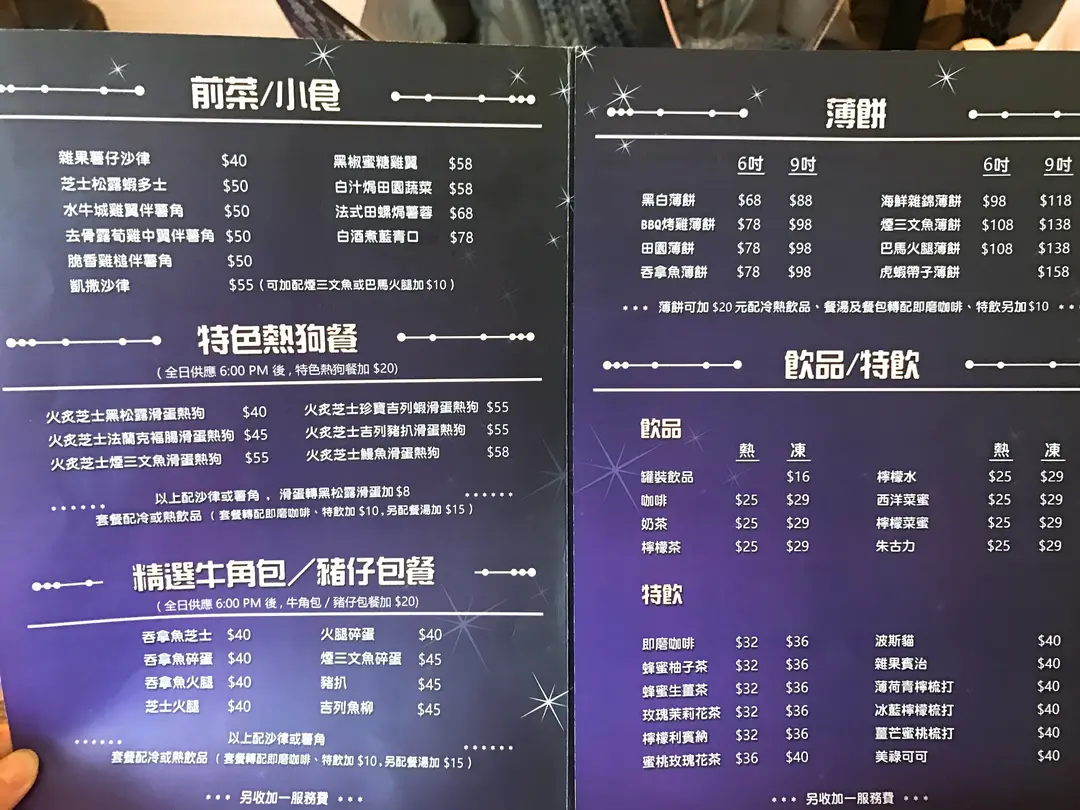 前菜/小食
雜果薯仔沙律 $40 黑椒蜜糖雞翼 $58
芝士松露蝦多士 $50 白汁焗田園蔬菜 $58
水牛城雞翼伴薯角 $50 法式田螺焗薯蓉 $68
去骨露荀雞中翼伴薯角 $50 白酒煮藍青口 $78
脆香雞槌伴薯角 $50
凱撒沙律 $55 (可加配煙三文魚或巴馬火腿加$10)
特色熱狗餐
(全日供應 6:00 PM 後, 特色熱狗餐加 $20)
火炙芝士黑松露滑蛋熱狗 $40 火炙芝士珍寶吉列蝦滑蛋熱狗 $55
火炙芝士法蘭克福腸滑蛋熱狗 $45 火炙芝士吉列豬扒滑蛋熱狗 $55
火炙芝士煙三文魚滑蛋熱狗 $55 火炙芝士鰻魚滑蛋熱狗 $58
以上配沙律或薯角，滑蛋轉黑松露滑蛋加$8
套餐配冷或熱飲品 (套餐轉配即磨咖啡、特飲加$10,另配餐湯加$15)
精選牛角包/豬仔包餐
(全日供應 6:00 PM 後, 牛角包/豬仔包餐加 $20)
吞拿魚芝士 $40 火腿碎蛋 $40
吞拿魚碎蛋 $40 煙三文魚碎蛋 $45
吞拿魚火腿 $40 豬扒 $45
芝士火腿 $40 吉列魚柳 $45
以上配沙律或薯角
套餐配冷或熱飲品 (套餐轉配即磨咖啡、特飲加$10,另配餐湯加$15)
另收加一服務費
薄餅
6吋 9吋 6吋 9吋
黑白薄餅 $68 $88 海鮮雜錦薄餅 $98 $118
BBQ烤雞薄餅 $78 $98 煙三文魚薄餅 $108 $138
田園薄餅 $78 $98 巴馬火腿薄餅 $108 $138
吞拿魚薄餅 $78 $98 虎蝦帶子薄餅 $158
薄餅可加 $20 元配冷熱飲品、餐湯及餐包轉配即磨咖啡、特飲另加$10
飲品/特飲
飲品
熱 凍 熱 凍
罐裝飲品 $16 檸檬水 $25 $29
咖啡 $25 $29 西洋菜蜜 $25 $29
奶茶 $25 $29 檸檬菜蜜 $25 $29
檸檬茶 $25 $29 朱古力 $25 $29
特飲
即磨咖啡 $32 $36 波斯貓 $40
蜂蜜柚子茶 $32 $36 雜果賓治 $40
蜂蜜生薑茶 $32 $36 薄荷青檸梳打 $40
玫瑰茉莉花茶 $32 $36 冰藍檸檬梳打 $40
檸檬利賓納 $32 $36 薑芒蜜桃梳打 $40
蜜桃玫瑰花茶 $36 $40 美祿可可 $40
另收加一服務費